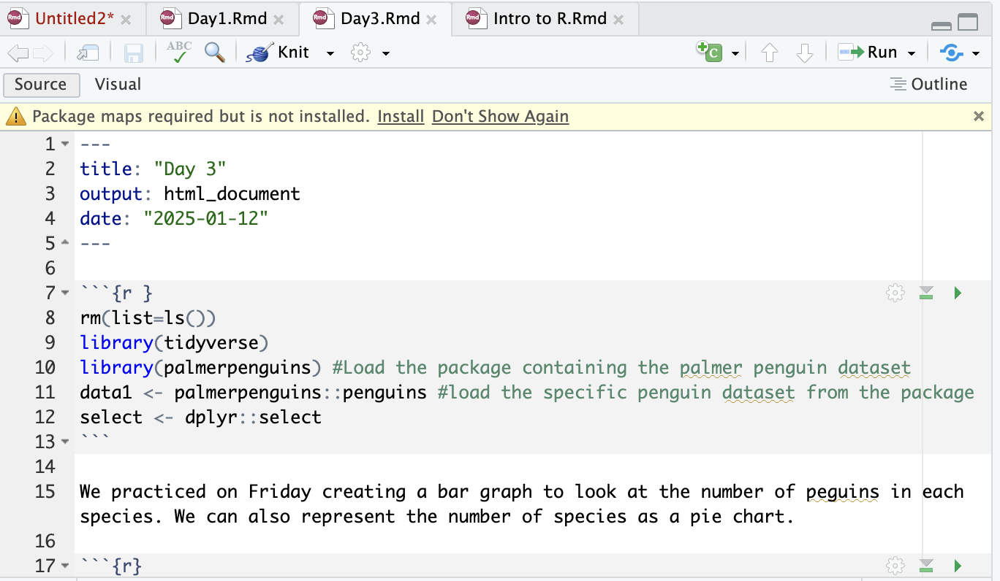 Rmd Untitled2* Rmd Day1.Rmd Rmd Day3.Rmd Rmd Intro to R.Rmd
ABC Knit C Run
Source Visual Outline
Package maps required but is not installed. Install Don't Show Again
1 ---
2 title: "Day 3"
3 output: html_document
4 date: "2025-01-12"
5 ---
6
7 ```{r }
8 rm(list=ls())
9 library(tidyverse)
10 library(palmerpenguins) #Load the package containing the palmer penguin dataset
11 data1 <- palmerpenguins::penguins #load the specific penguin dataset from the package
12 select <- dplyr::select
13 ```
14
15 We practiced on Friday creating a bar graph to look at the number of peguins in each
species. We can also represent the number of species as a pie chart.
16
17 ```{r}